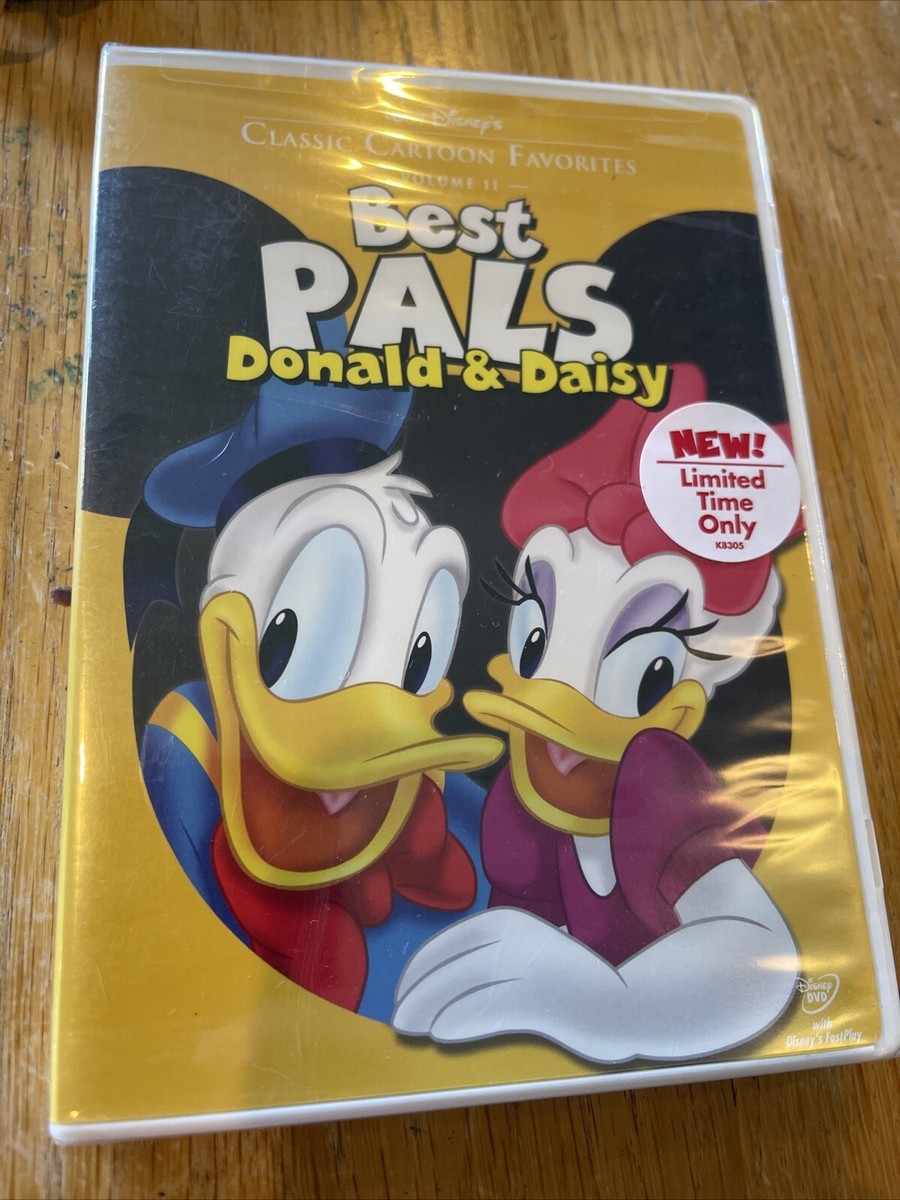 Disney's
CLASSIC CARTOON FAVORITES
VOLUME 11
Best
PALS
Donald & Daisy
NEW!
Limited
Time
Only
K8305
Disney
DVD
with
Disney's FastPlay